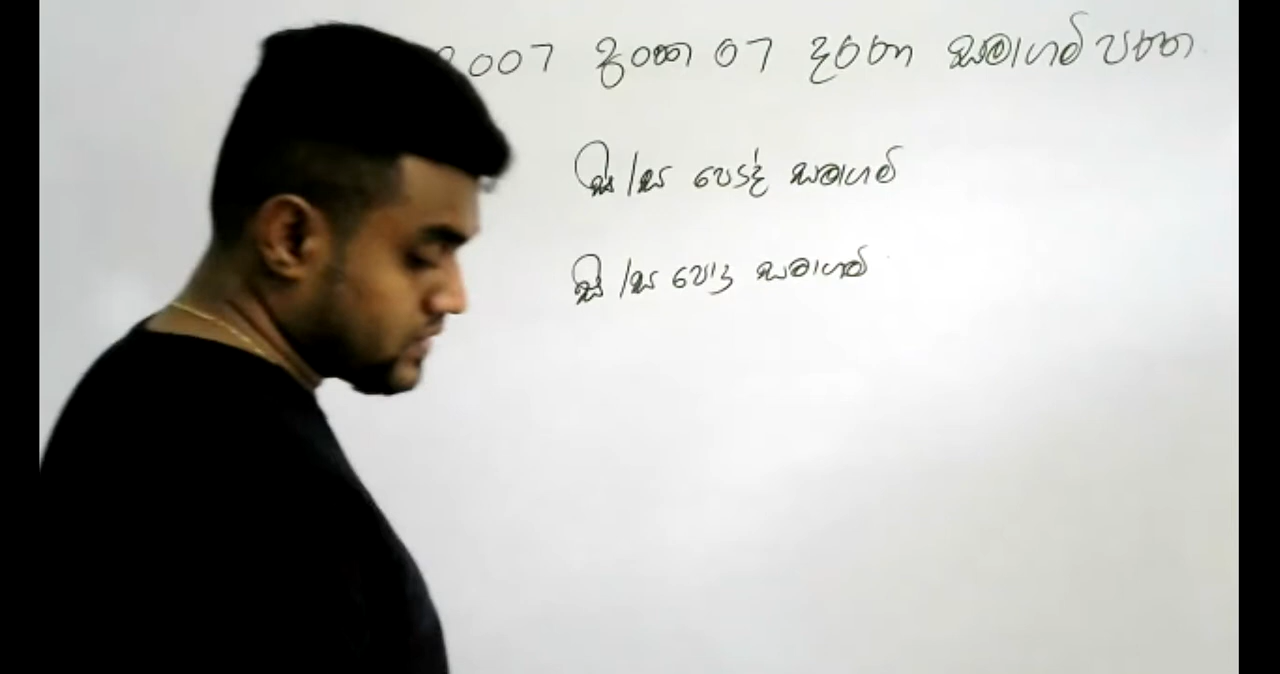 2007 අංක 07 දරන සමාගම් පනත
සී/ස පෞද් සමාගම්
සී/ස පොදු සමාගම්